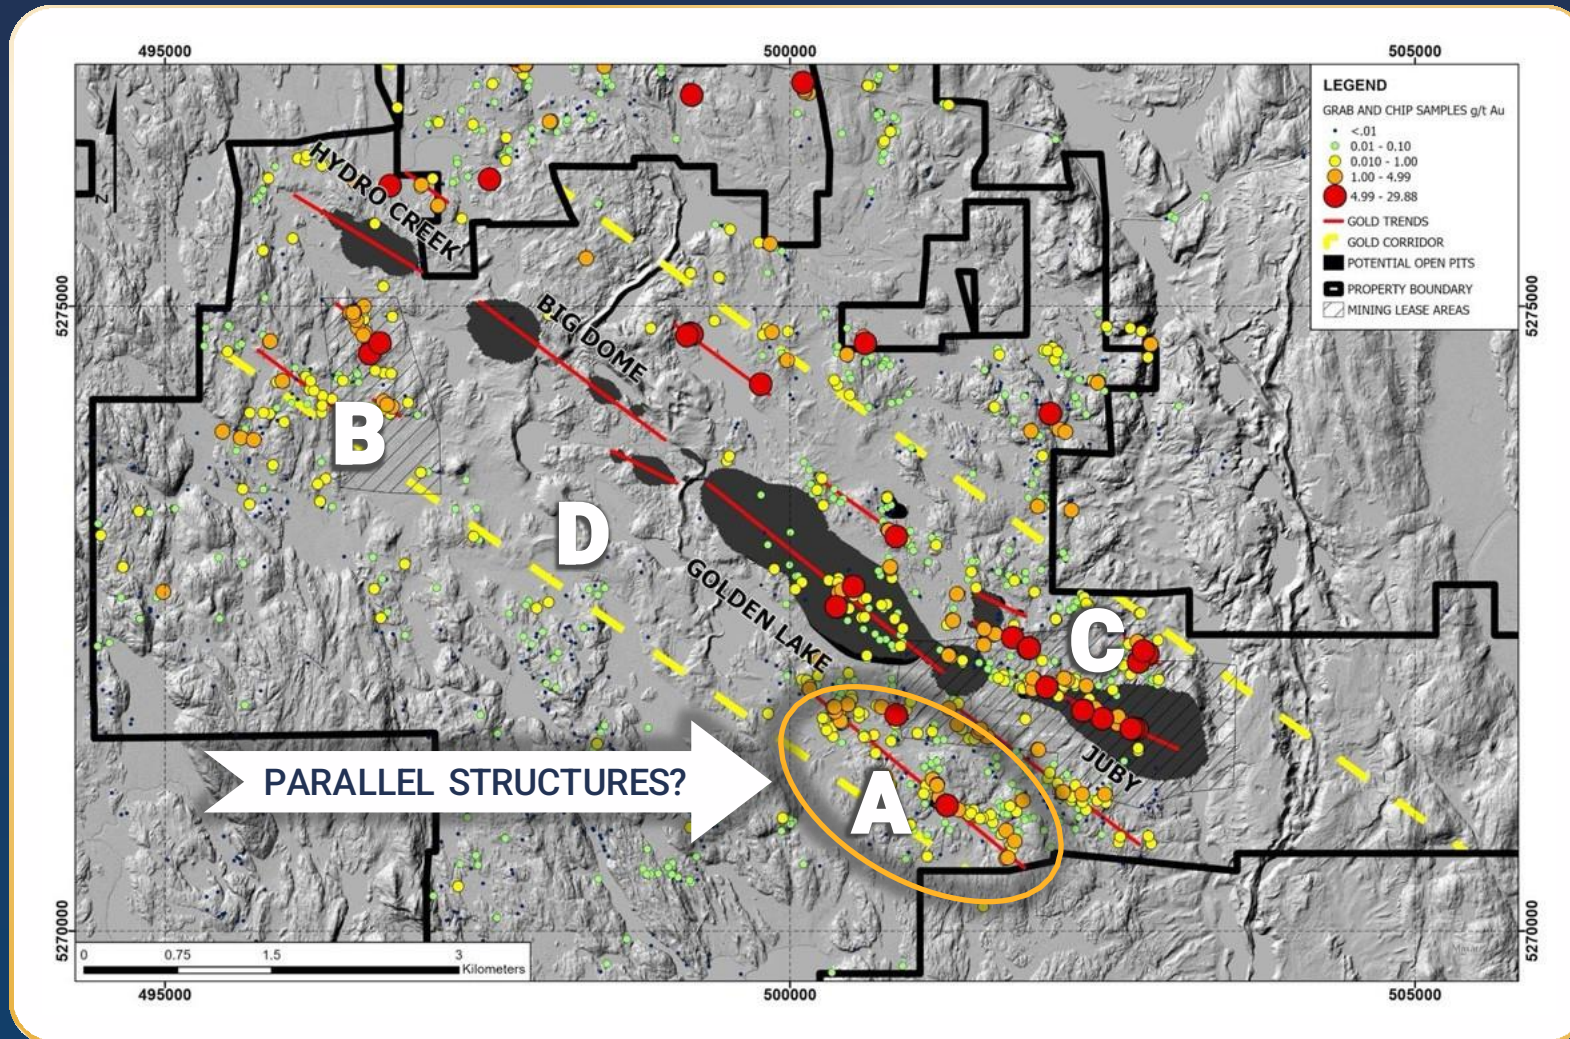 495000
500000
505000
LEGEND
GRAB AND CHIP SAMPLES g/t Au
<.01
0.01 - 0.10
0.010 - 1.00
1.00 - 4.99
4.99 - 29.88
GOLD TRENDS
GOLD CORRIDOR
POTENTIAL OPEN PITS
PROPERTY BOUNDARY
MINING LEASE AREAS
N
HYDRO CREEK
5275000
5275000
BIG DOME
B
D
GOLDEN LAKE
C
JUBY
PARALLEL STRUCTURES?
A
5270000
5270000
0 0.75 1.5 3
Kilometers
495000
500000
505000